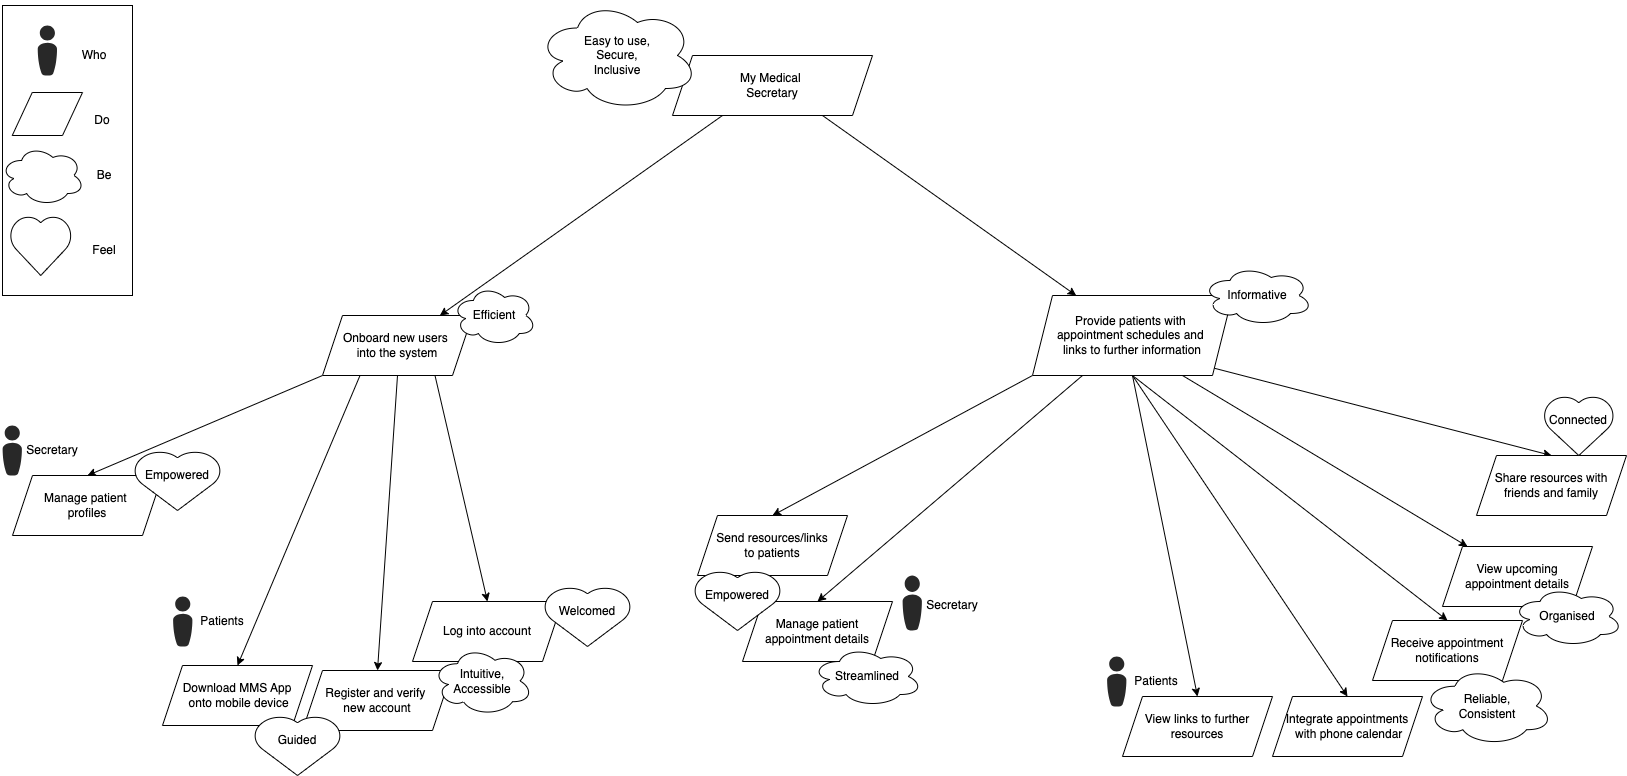 Who
Do
Be
Feel
Easy to use,
Secure,
Inclusive
My Medical
Secretary
Onboard new users
into the system
Efficient
Provide patients with
appointment schedules and
links to further information
Informative
Secretary
Manage patient
profiles
Empowered
Patients
Download MMS App
onto mobile device
Guided
Register and verify
new account
Log into account
Welcomed
Intuitive,
Accessible
Send resources/links
to patients
Empowered
Manage patient
appointment details
Secretary
Streamlined
Patients
View links to further
resources
Integrate appointments
with phone calendar
Receive appointment
notifications
Reliable,
Consistent
View upcoming
appointment details
Organised
Connected
Share resources with
friends and family